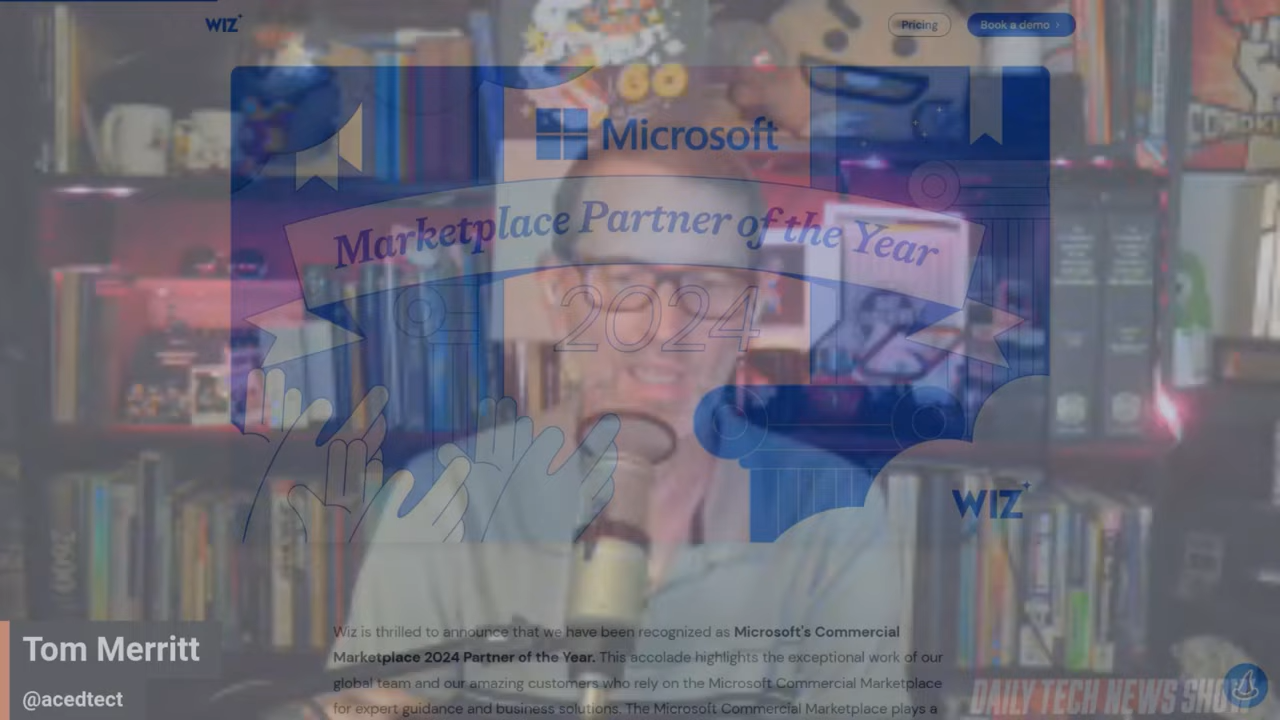 WIZ
Pricing
Book a demo
60
Microsoft
Marketplace Partner of the Year
2024
WIZ
Wiz is thrilled to announce that we have been recognized as Microsoft's Commercial
Marketplace 2024 Partner of the Year. This accolade highlights the exceptional work of our
global team and our amazing customers who rely on the Microsoft Commercial Marketplace
for expert guidance and business solutions. The Microsoft Commercial Marketplace plays a
Tom Merritt
@acedtect
DAILY TECH NEWS SHOW